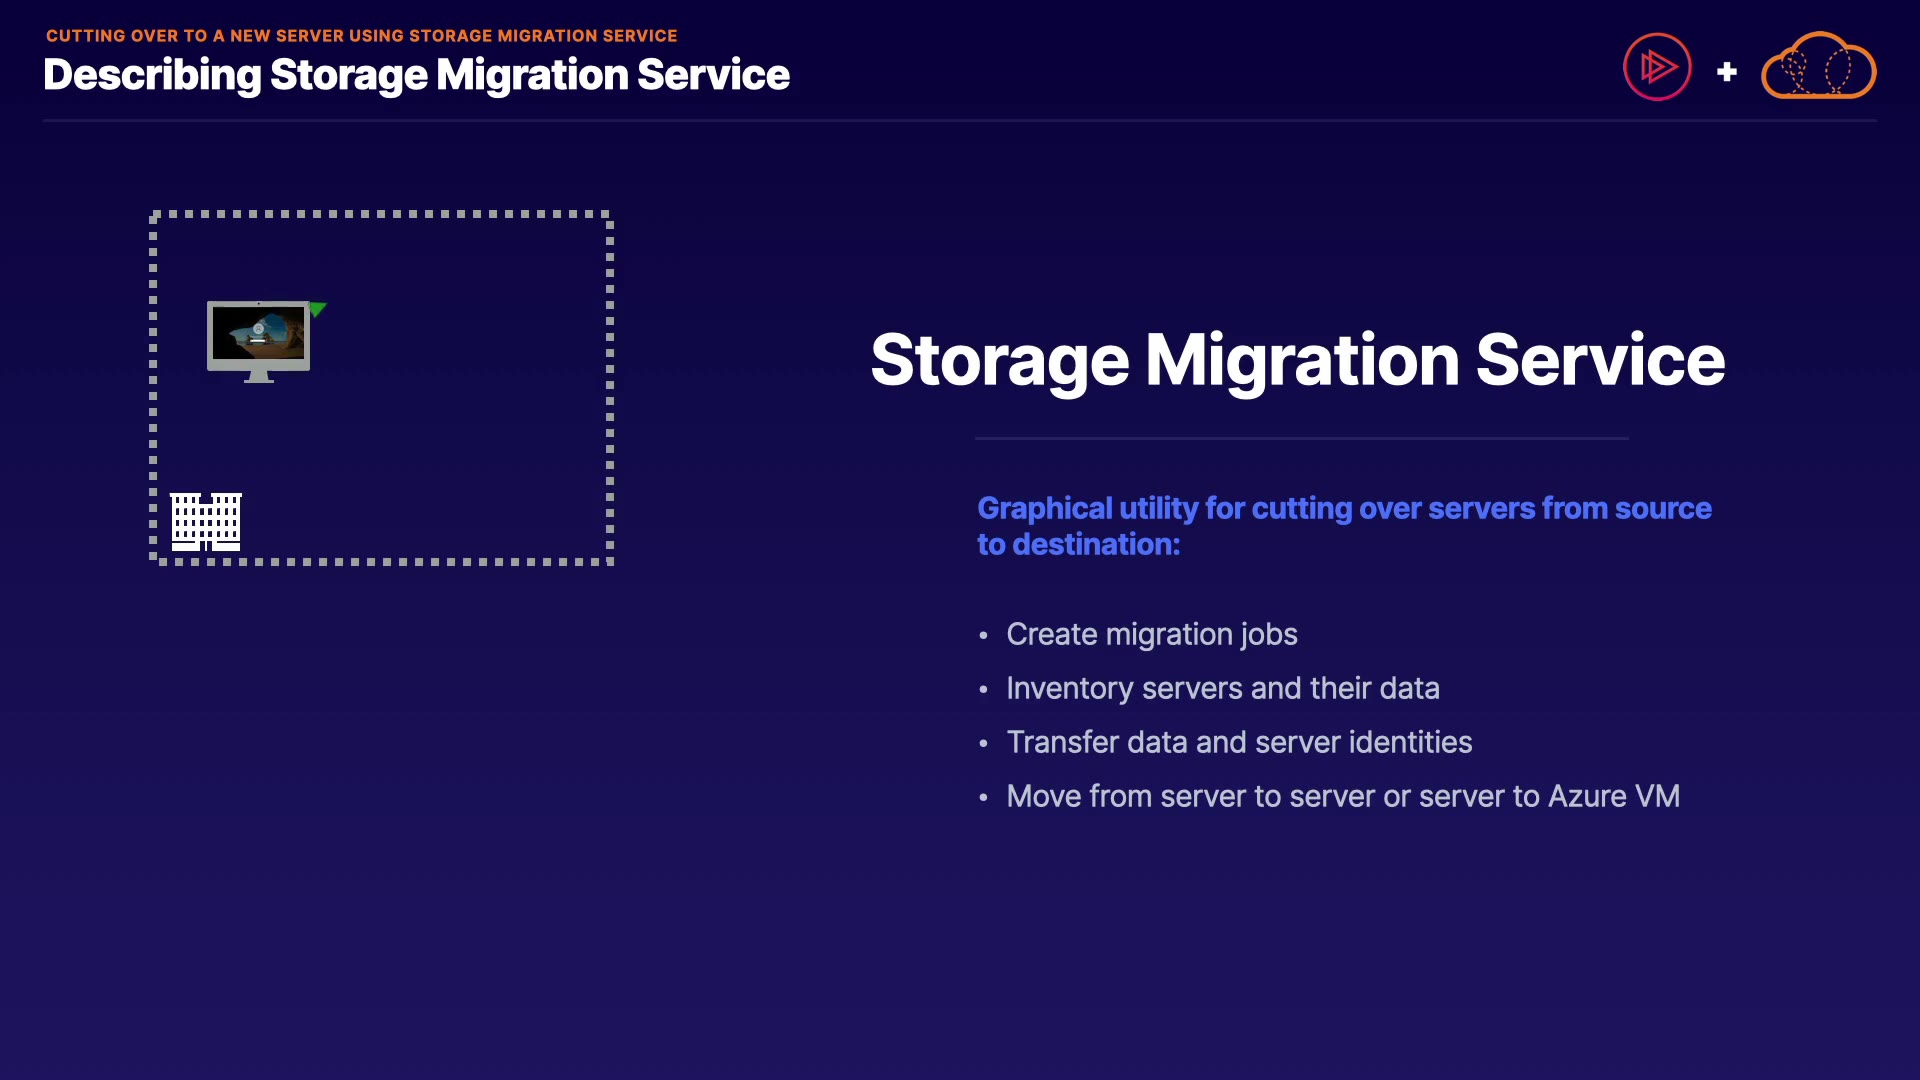 CUTTING OVER TO A NEW SERVER USING STORAGE MIGRATION SERVICE
Describing Storage Migration Service
Storage Migration Service
Graphical utility for cutting over servers from source
to destination:
• Create migration jobs
• Inventory servers and their data
• Transfer data and server identities
• Move from server to server or server to Azure VM